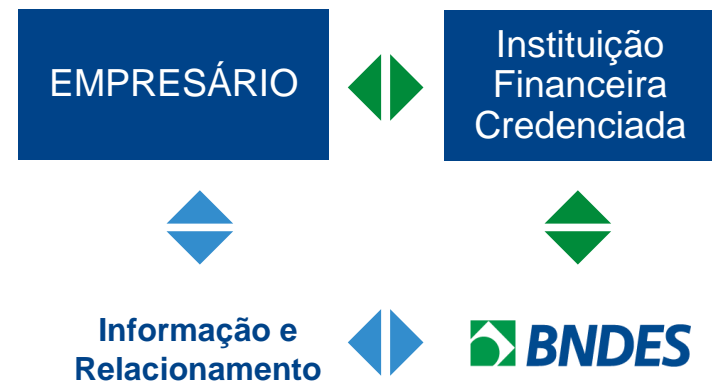 EMPRESÁRIO
Instituição
Financeira
Credenciada
Informação e
Relacionamento
BNDES